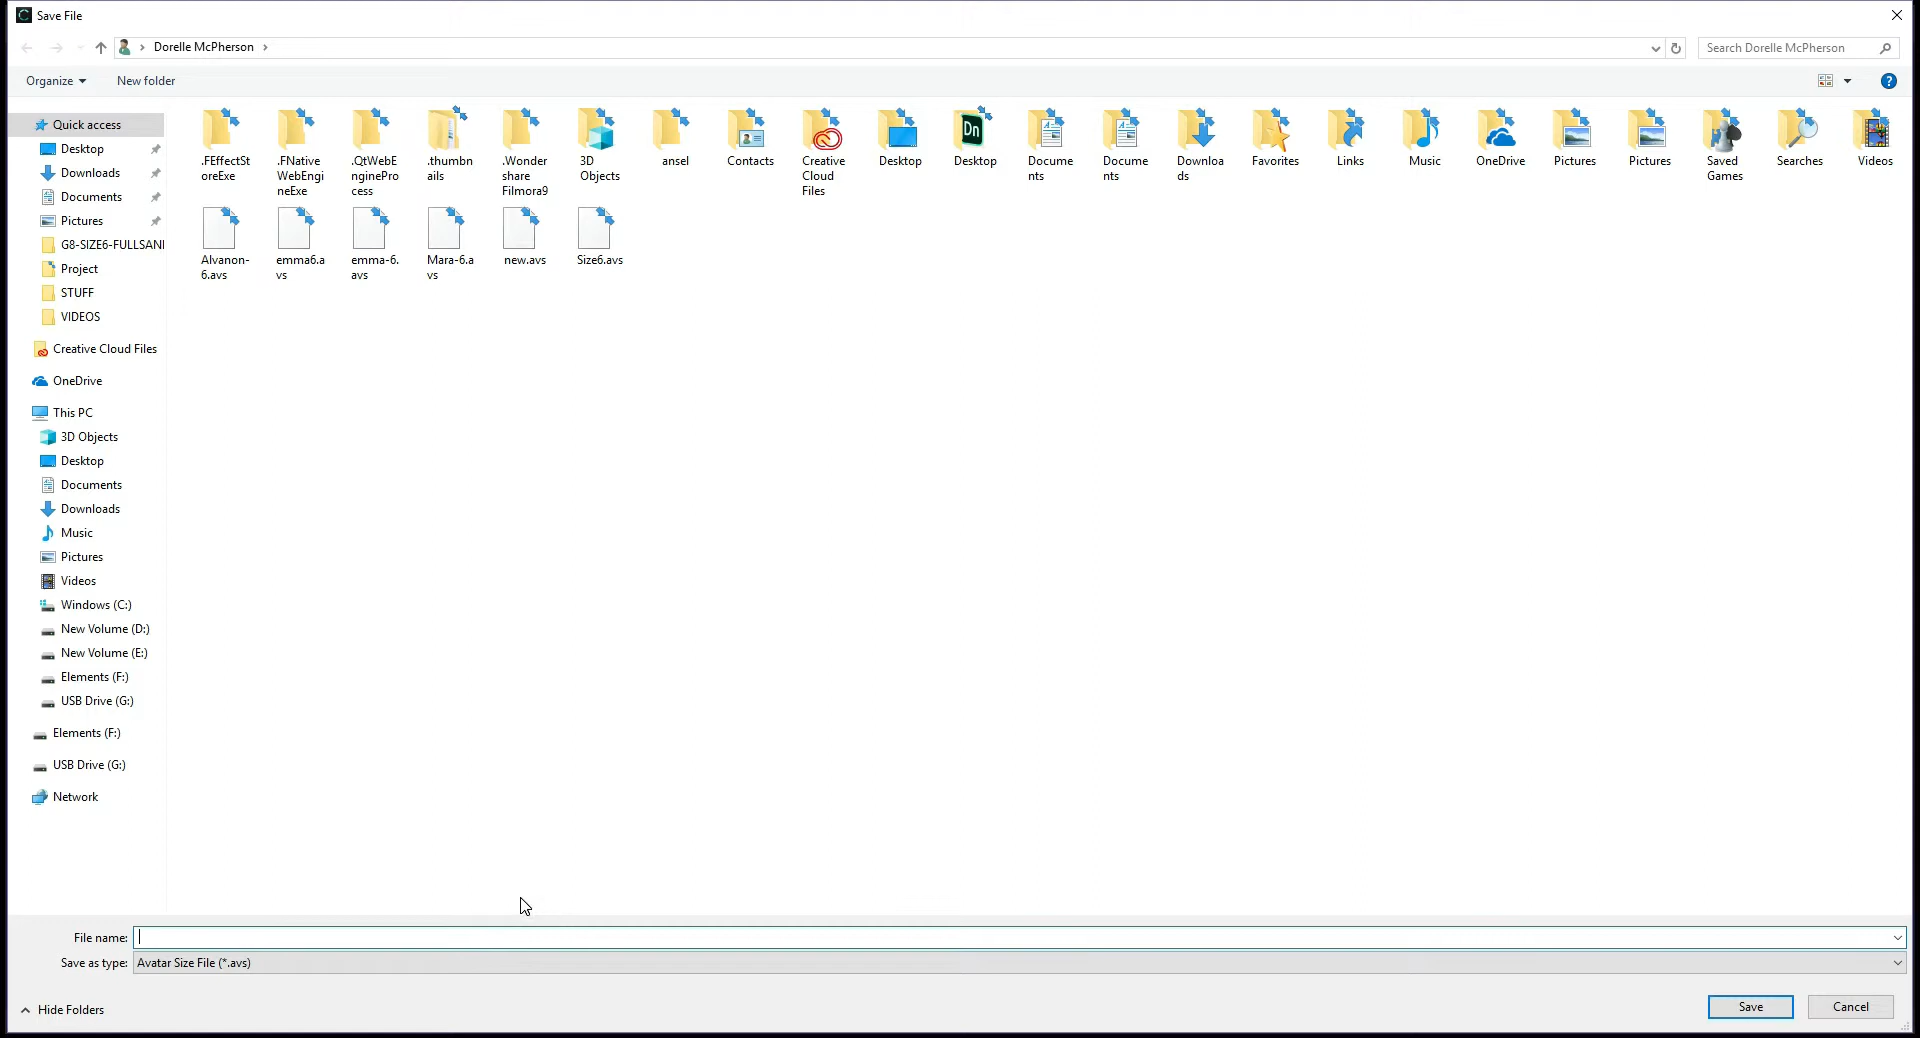 Save File
Dorelle McPherson
Search Dorelle McPherson
Organize
New folder
Quick access
Desktop
Downloads
Documents
Pictures
G8-SIZE6-FULLSAN
Project
STUFF
VIDEOS
Creative Cloud Files
OneDrive
This PC
3D Objects
Desktop
Documents
Downloads
Music
Pictures
Videos
Windows (C:)
New Volume (D:)
New Volume (E:)
Elements (F:)
USB Drive (G:)
Elements (F:)
USB Drive (G:)
Network
.FEffectSt
oreExe
.FNative
WebEngi
neExe
.QtWebE
nginePro
cess
.thumbn
ails
.Wonder
share
Filmora9
3D
Objects
ansel
Contacts
Creative
Cloud
Files
Desktop
Dn
Desktop
Docume
nts
Docume
nts
Downloa
ds
Favorites
Links
Music
OneDrive
Pictures
Pictures
Saved
Games
Searches
Videos
Alvanon-
6.avs
emma6.a
vs
emma-6.
avs
Mara-6.a
vs
new.avs
Size6.avs
File name:
Save as type: Avatar Size File (*.avs)
Hide Folders
Save
Cancel